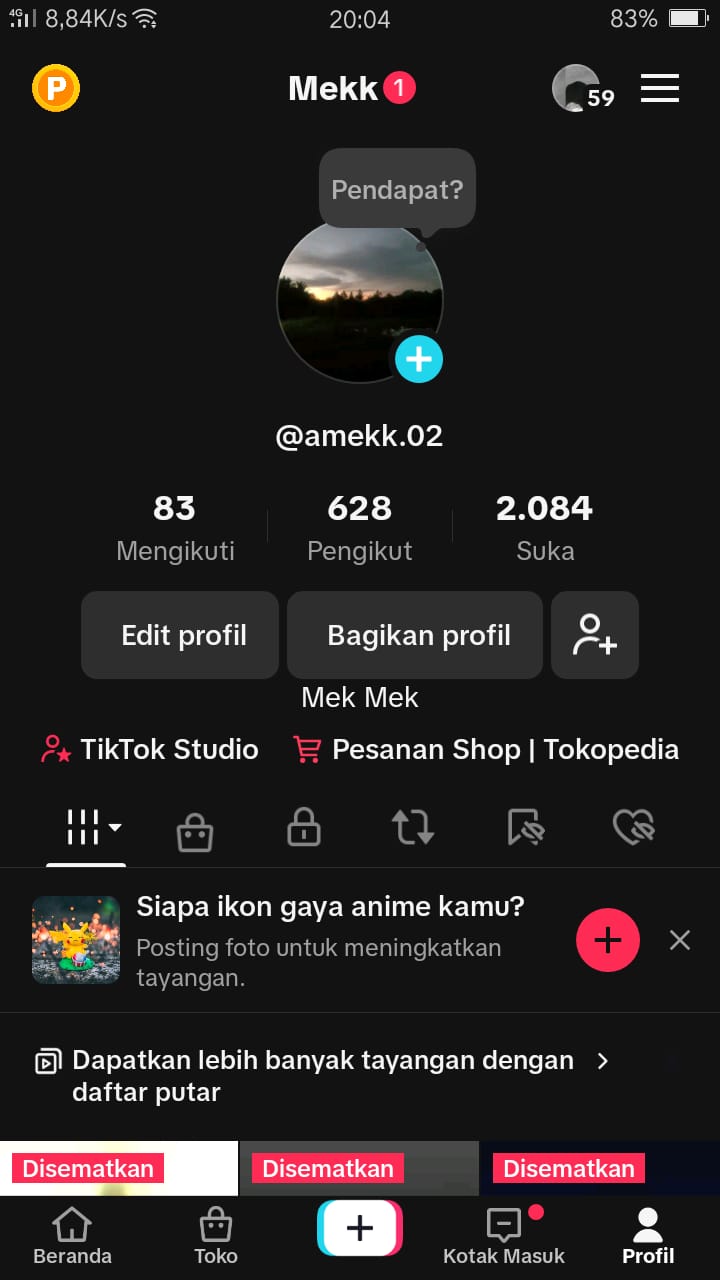 4G 8,84K/s 20:04 83%
P Mekk 1 59
Pendapat?
@amekk.02
83 628 2.084
Mengikuti Pengikut Suka
Edit profil Bagikan profil
Mek Mek
TikTok Studio Pesanan Shop | Tokopedia
Siapa ikon gaya anime kamu?
Posting foto untuk meningkatkan
tayangan.
Dapatkan lebih banyak tayangan dengan
daftar putar
Disematkan Disematkan Disematkan
Beranda Toko Kotak Masuk Profil